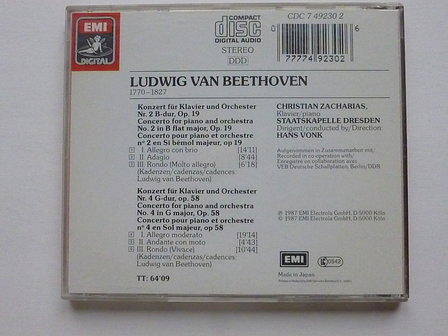 EMI
DIGITAL
COMPACT
disc
DIGITAL AUDIO
STEREO
DDD
CDC 7 49230 2
0
6
77774 92302
LUDWIG VAN BEETHOVEN
1770–1827
Konzert für Klavier und Orchester
Nr. 2 B-dur, Op. 19
Concerto for piano and orchestra
No. 2 in B flat major, Op. 19
Concerto pour piano et orchestre
nº 2 en Si bémol majeur, op 19
1 I. Allegro con brio [14'11]
2 II. Adagio [8'44]
3 III. Rondo (Molto allegro) [6'18]
(Kadenzen/cadenzas/cadences:
Ludwig van Beethoven)
Konzert für Klavier und Orchester
Nr. 4 G-dur, op. 58
Concerto for piano and orchestra
No. 4 in G major, Op. 58
Concerto pour piano et orchestre
nº 4 en Sol majeur, op 58
4 I. Allegro moderato [19'14]
5 II. Andante con moto [4'43]
6 III. Rondo (Vivace) [10'44]
(Kadenzen/cadenzas/cadences:
Ludwig van Beethoven)
TT: 64'09
CHRISTIAN ZACHARIAS,
Klavier/piano
STAATSKAPELLE DRESDEN
Dirigent/conducted by/Direction
HANS VONK
Aufgenommen in Zusammenarbeit mit:/
Recorded in co-operation with/
Enregistré en collaboration avec
VEB Deutsche Schallplatten, Berlin/DDR
℗ 1987 EMI Electrola GmbH, D 5000 Köln
© 1987 EMI Electrola GmbH, D 5000 Köln
EMI
Made in Japan